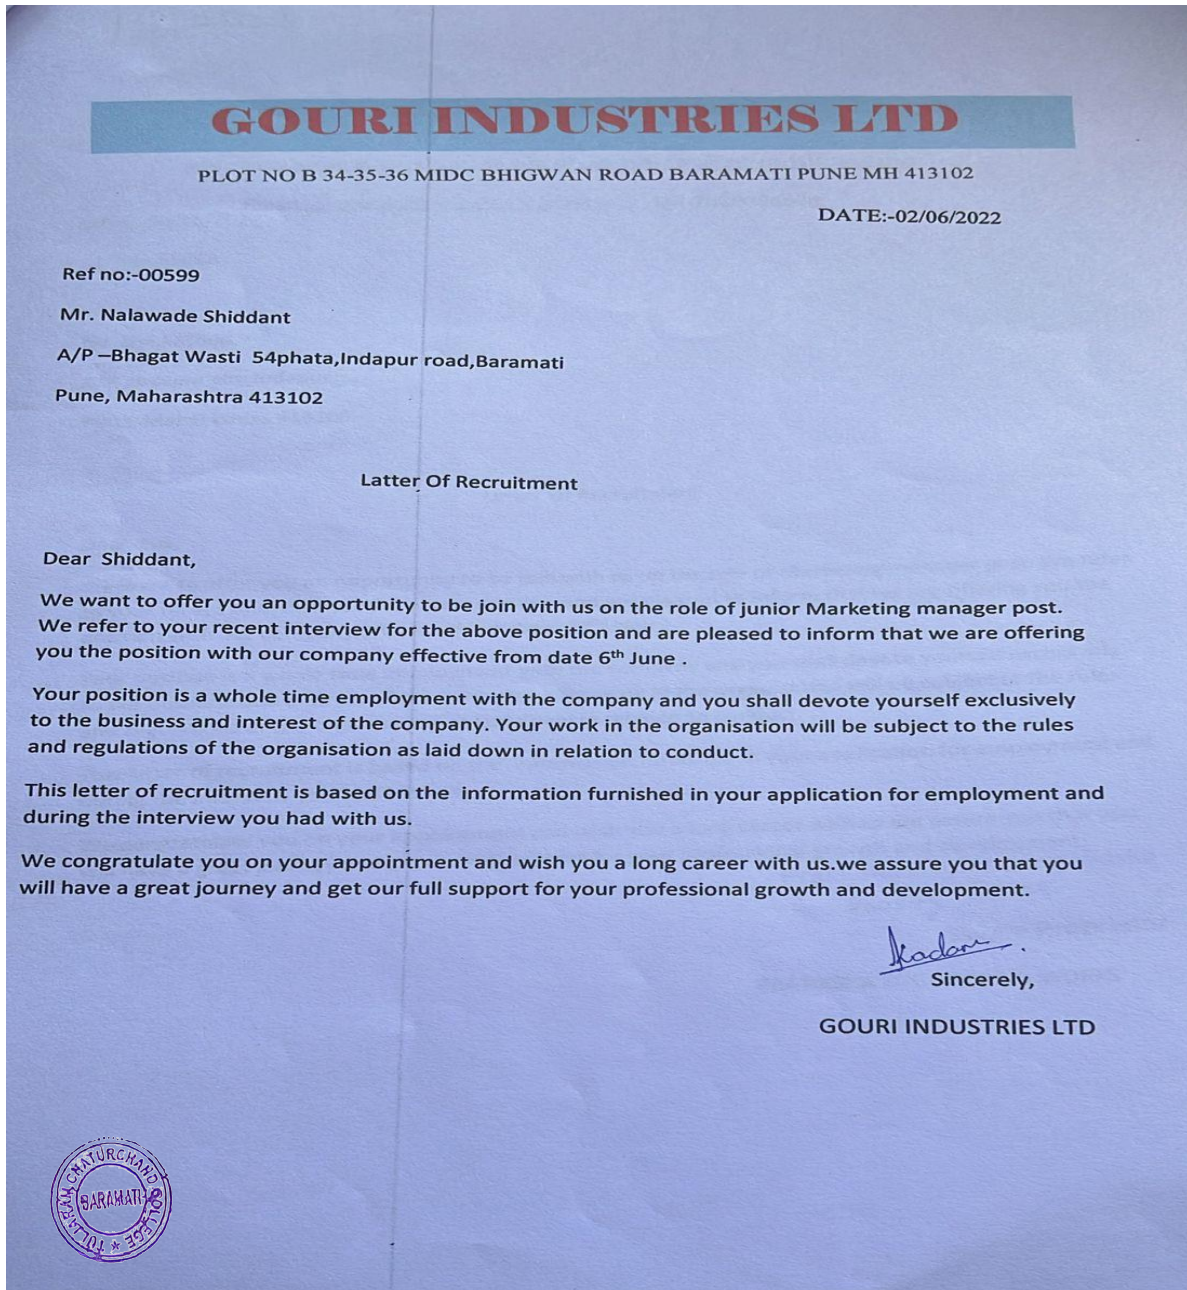 GOURI INDUSTRIES LTD
PLOT NO B 34-35-36 MIDC BHIGWAN ROAD BARAMATI PUNE MH 413102
DATE:-02/06/2022
Ref no:-00599
Mr. Nalawade Shiddant
A/P –Bhagat Wasti 54phata,Indapur road,Baramati
Pune, Maharashtra 413102
Latter Of Recruitment
Dear Shiddant,
We want to offer you an opportunity to be join with us on the role of junior Marketing manager post.
We refer to your recent interview for the above position and are pleased to inform that we are offering
you the position with our company effective from date 6th June .
Your position is a whole time employment with the company and you shall devote yourself exclusively
to the business and interest of the company. Your work in the organisation will be subject to the rules
and regulations of the organisation as laid down in relation to conduct.
This letter of recruitment is based on the information furnished in your application for employment and
during the interview you had with us.
We congratulate you on your appointment and wish you a long career with us.we assure you that you
will have a great journey and get our full support for your professional growth and development.
Sincerely,
GOURI INDUSTRIES LTD
TULJARAM CHATURCHAND COLLEGE
BARAMATI